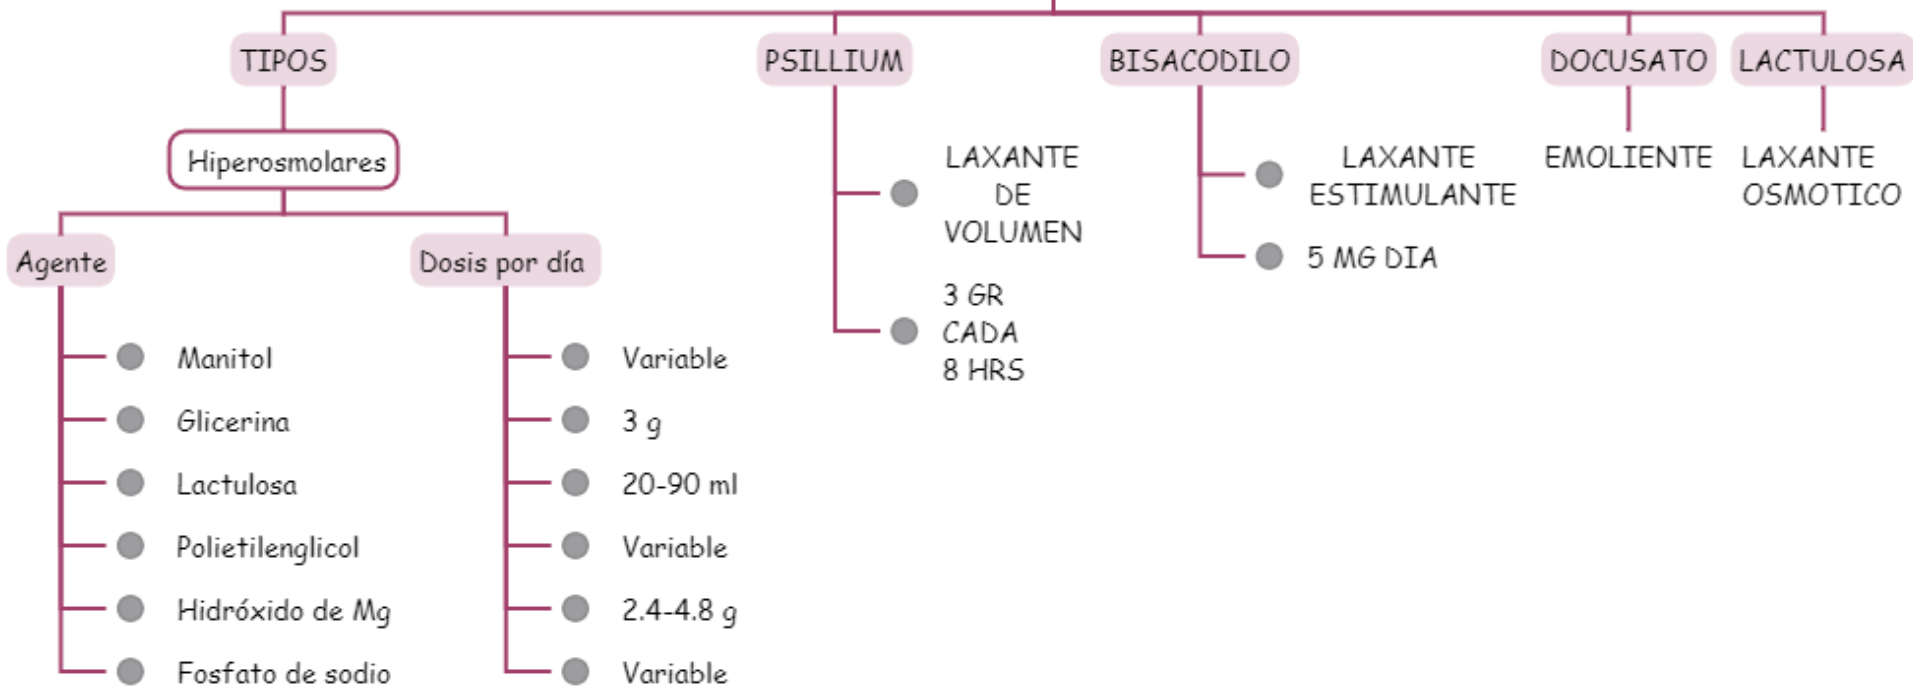 TIPOS
PSILLIUM
BISACODILO
DOCUSATO
LACTULOSA
Hiperosmolares
Agente
Manitol
Glicerina
Lactulosa
Polietilenglicol
Hidróxido de Mg
Fosfato de sodio
Dosis por día
Variable
3 g
20-90 ml
Variable
2.4-4.8 g
Variable
LAXANTE
DE
VOLUMEN
3 GR
CADA
8 HRS
LAXANTE
ESTIMULANTE
5 MG DIA
EMOLIENTE
LAXANTE
OSMOTICO